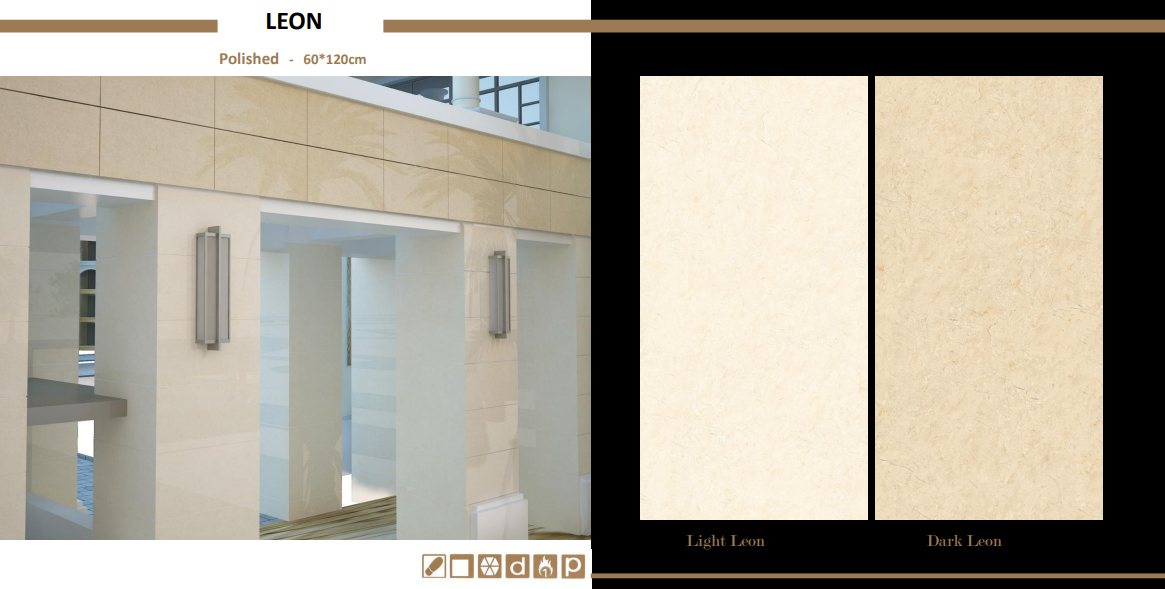 LEON
Polished - 60*120cm
d
p
Light Leon
Dark Leon